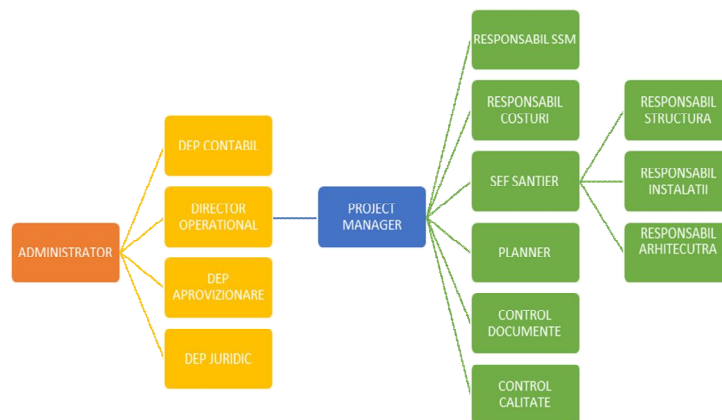 ADMINISTRATOR
DEP CONTABIL
DIRECTOR
OPERATIONAL
DEP
APROVIZIONARE
DEP JURIDIC
PROJECT
MANAGER
RESPONSABIL SSM
RESPONSABIL
COSTURI
SEF SANTIER
PLANNER
CONTROL
DOCUMENTE
CONTROL
CALITATE
RESPONSABIL
STRUCTURA
RESPONSABIL
INSTALATII
RESPONSABIL
ARHITECUTRA